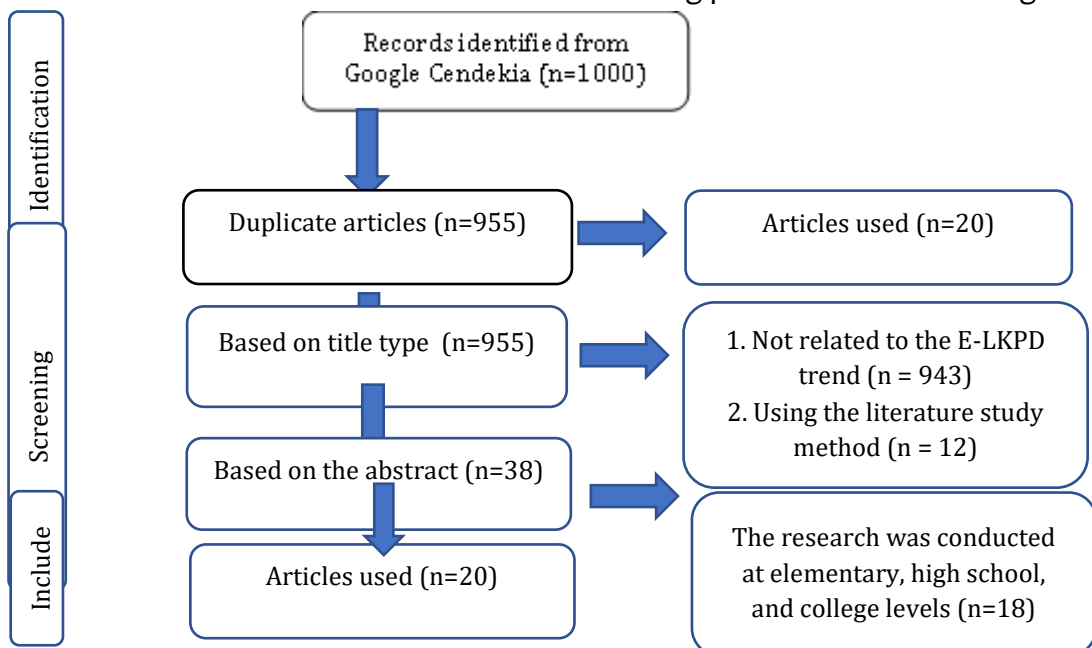 Records identified from
Google Cendekia (n=1000)
Identification
Duplicate articles (n=955)
Articles used (n=20)
Screening
Based on title type (n=955)
1. Not related to the E-LKPD
trend (n = 943)
2. Using the literature study
method (n = 12)
Based on the abstract (n=38)
The research was conducted
at elementary, high school,
and college levels (n=18)
Include
Articles used (n=20)